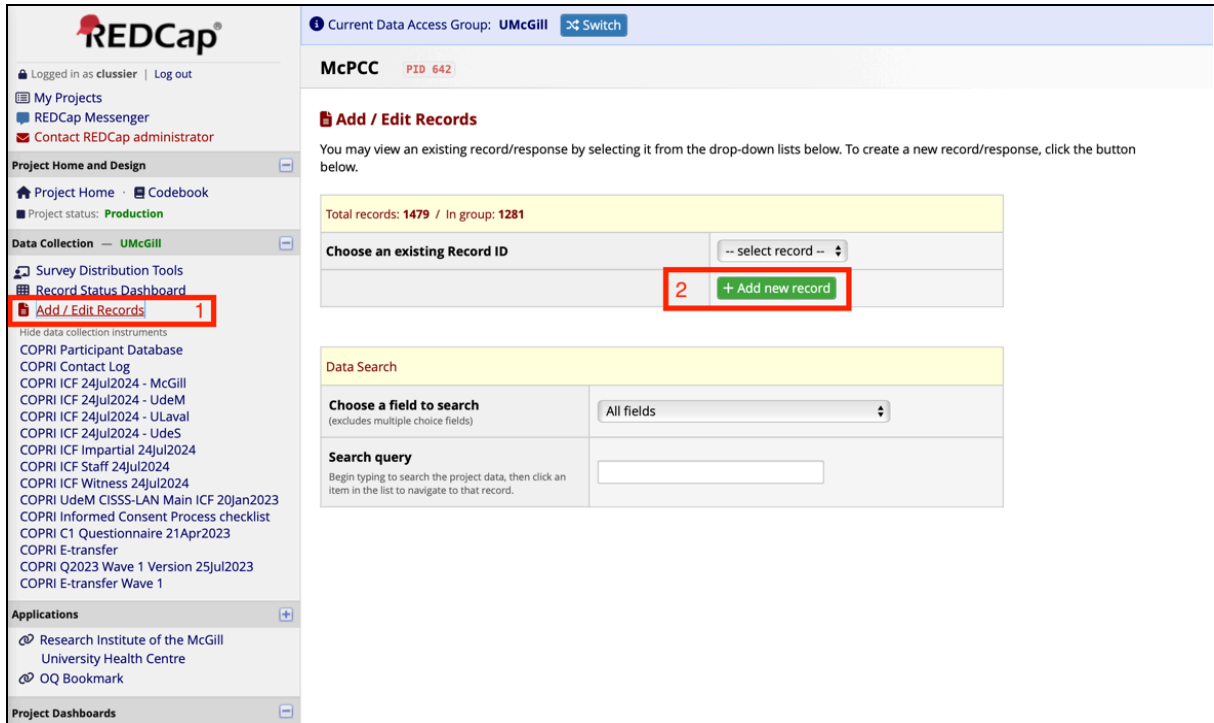 REDCap®
Logged in as clussier | Log out
My Projects
REDCap Messenger
Contact REDCap administrator
Project Home and Design
Project Home · Codebook
Project status: Production
Data Collection — UMcGill
Survey Distribution Tools
Record Status Dashboard
Add / Edit Records 1
Hide data collection instruments
COPRI Participant Database
COPRI Contact Log
COPRI ICF 24Jul2024 - McGill
COPRI ICF 24Jul2024 - UdeM
COPRI ICF 24Jul2024 - ULaval
COPRI ICF 24Jul2024 - UdeS
COPRI ICF Impartial 24Jul2024
COPRI ICF Staff 24Jul2024
COPRI ICF Witness 24Jul2024
COPRI UdeM CISSS-LAN Main ICF 20Jan2023
COPRI Informed Consent Process checklist
COPRI C1 Questionnaire 21Apr2023
COPRI E-transfer
COPRI Q2023 Wave 1 Version 25Jul2023
COPRI E-transfer Wave 1
Applications
Research Institute of the McGill
University Health Centre
OQ Bookmark
Project Dashboards
Current Data Access Group: UMcGill Switch
McPCC PID 642
Add / Edit Records
You may view an existing record/response by selecting it from the drop-down lists below. To create a new record/response, click the button
below.
Total records: 1479 / In group: 1281
Choose an existing Record ID -- select record --
2 + Add new record
Data Search
Choose a field to search All fields
(excludes multiple choice fields)
Search query
Begin typing to search the project data, then click an
item in the list to navigate to that record.